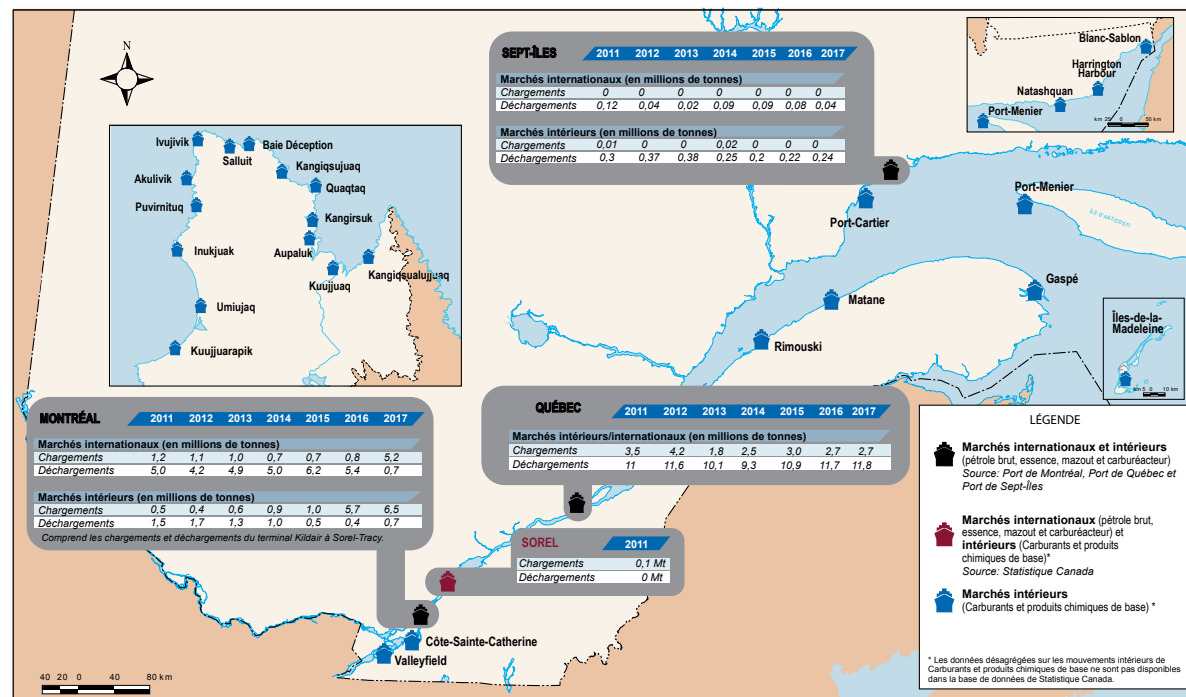 N
SEPT-ÎLES 2011 2012 2013 2014 2015 2016 2017
Marchés internationaux (en millions de tonnes)
Chargements 0 0 0 0 0 0 0
Déchargements 0,12 0,04 0,02 0,09 0,09 0,08 0,04
Marchés intérieurs (en millions de tonnes)
Chargements 0,01 0 0 0,02 0 0 0
Déchargements 0,3 0,37 0,38 0,25 0,2 0,22 0,24
Blanc-Sablon
Harrington
Harbour
Natashquan
Port-Menier
km 25 0 50 km
Ivujivik
Salluit
Baie Déception
Kangiqsujuaq
Akulivik
Quaqtaq
Puvirnituq
Kangirsuk
Inukjuak
Aupaluk
Kuujjuaq
Kangiqsualujjuaq
Umiujaq
Kuujjuarapik
Port-Menier
ÎLE D'ANTICOSTI
Port-Cartier
Gaspé
Matane
Rimouski
Îles-de-la-
Madeleine
km 5 0 10 km
MONTRÉAL 2011 2012 2013 2014 2015 2016 2017
Marchés internationaux (en millions de tonnes)
Chargements 1,2 1,1 1,0 0,7 0,7 0,8 5,2
Déchargements 5,0 4,2 4,9 5,0 6,2 5,4 0,7
Marchés intérieurs (en millions de tonnes)
Chargements 0,5 0,4 0,6 0,9 1,0 5,7 6,5
Déchargements 1,5 1,7 1,3 1,0 0,5 0,4 0,7
Comprend les chargements et déchargements du terminal Kildair à Sorel-Tracy.
QUÉBEC 2011 2012 2013 2014 2015 2016 2017
Marchés intérieurs/internationaux (en millions de tonnes)
Chargements 3,5 4,2 1,8 2,5 3,0 2,7 2,7
Déchargements 11 11,6 10,1 9,3 10,9 11,7 11,8
SOREL 2011
Chargements 0,1 Mt
Déchargements 0 Mt
Côte-Sainte-Catherine
Valleyfield
40 20 0 80 km
LÉGENDE
Marchés internationaux et intérieurs
(pétrole brut, essence, mazout et carburéacteur)
Source: Port de Montréal, Port de Québec et
Port de Sept-Îles
Marchés internationaux (pétrole brut,
essence, mazout et carburéacteur) et
intérieurs (Carburants et produits
chimiques de base)*
Source: Statistique Canada
Marchés intérieurs
(Carburants et produits chimiques de base) *
* Les données désagrégées sur les mouvements intérieurs de
Carburants et produits chimiques de base ne sont pas disponibles
dans la base de données de Statistique Canada.